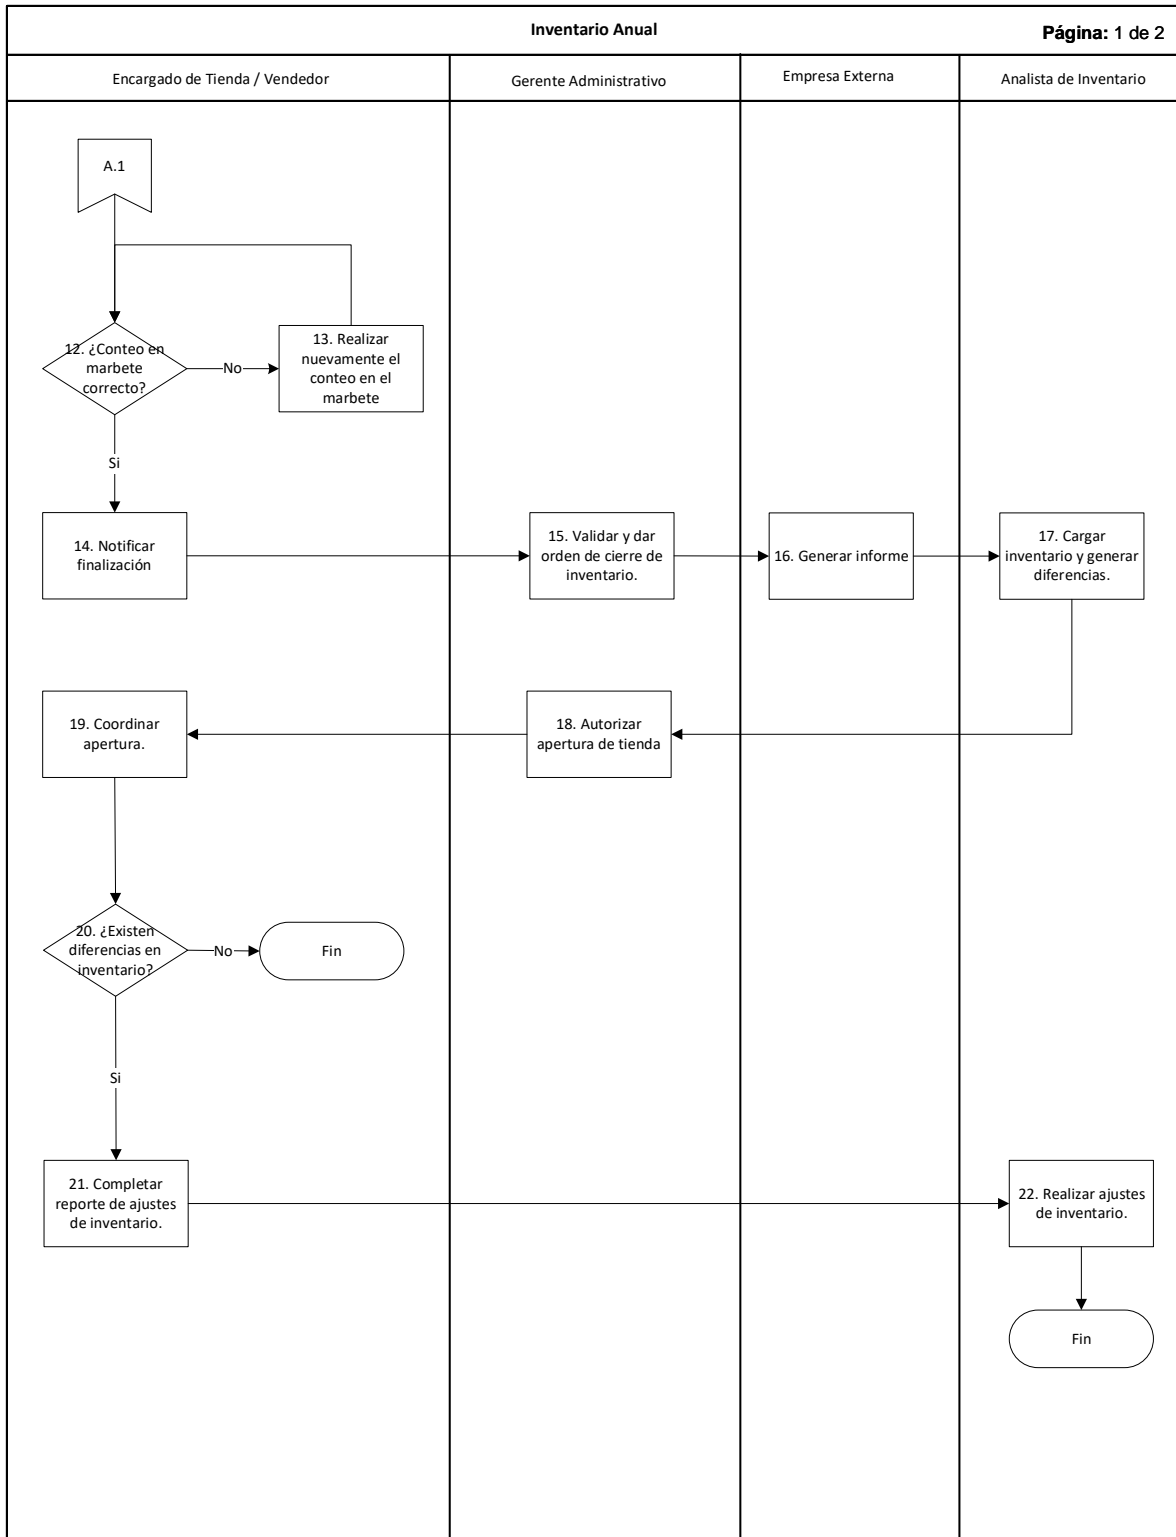 Inventario Anual
Página: 1 de 2
Encargado de Tienda / Vendedor
Gerente Administrativo
Empresa Externa
Analista de Inventario
A.1
12. ¿Conteo en
marbete
correcto?
No
13. Realizar
nuevamente el
conteo en el
marbete
Si
14. Notificar
finalización
15. Validar y dar
orden de cierre de
inventario.
16. Generar informe
17. Cargar
inventario y generar
diferencias.
19. Coordinar
apertura.
18. Autorizar
apertura de tienda
20. ¿Existen
diferencias en
inventario?
No
Fin
Si
21. Completar
reporte de ajustes
de inventario.
22. Realizar ajustes
de inventario.
Fin